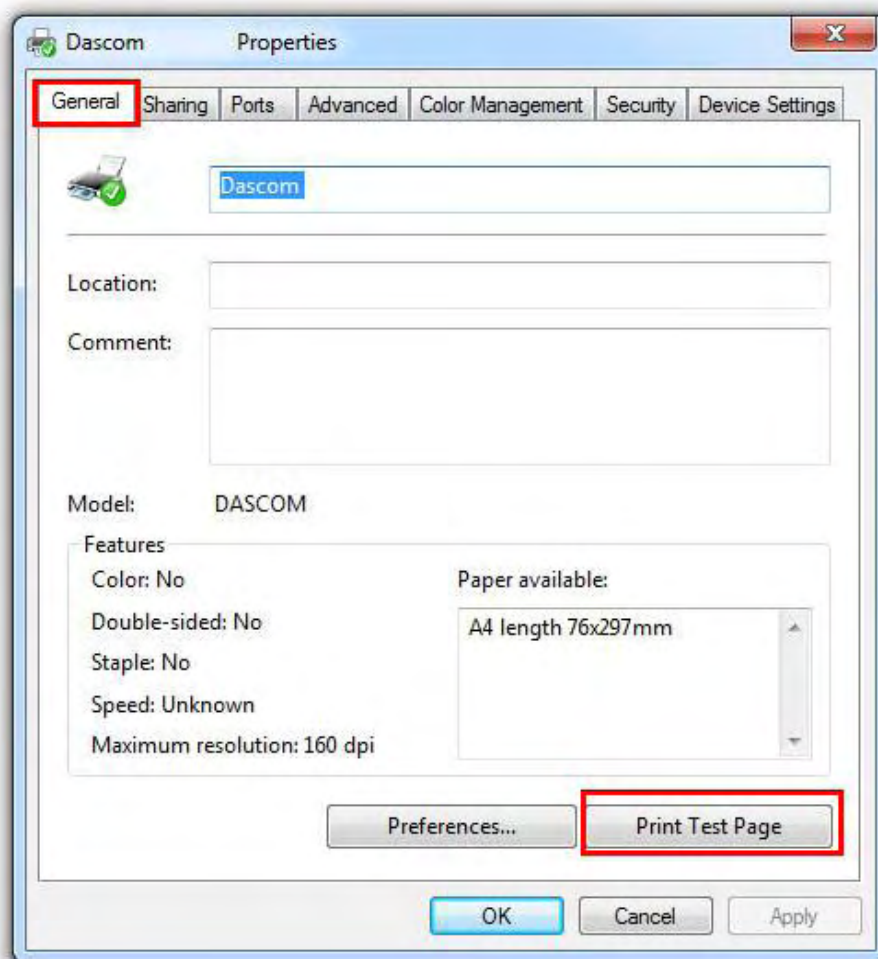 Dascom Properties
General Sharing Ports Advanced Color Management Security Device Settings
Dascom
Location:
Comment:
Model: DASCOM
Features
Color: No
Double-sided: No
Staple: No
Speed: Unknown
Maximum resolution: 160 dpi
Paper available:
A4 length 76x297mm
Preferences... Print Test Page
OK Cancel Apply